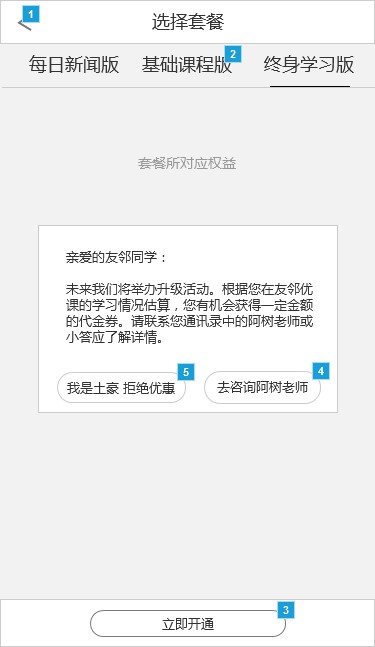 1
选择套餐
每日新闻版 基础课程版 2 终身学习版
套餐所对应权益
亲爱的友邻同学：
未来我们将举办升级活动。根据您在友邻优
课的学习情况估算，您有机会获得一定金额
的代金券。请联系您通讯录中的阿树老师或
小答应了解详情。
我是土豪 拒绝优惠 5
去咨询阿树老师 4
立即开通 3